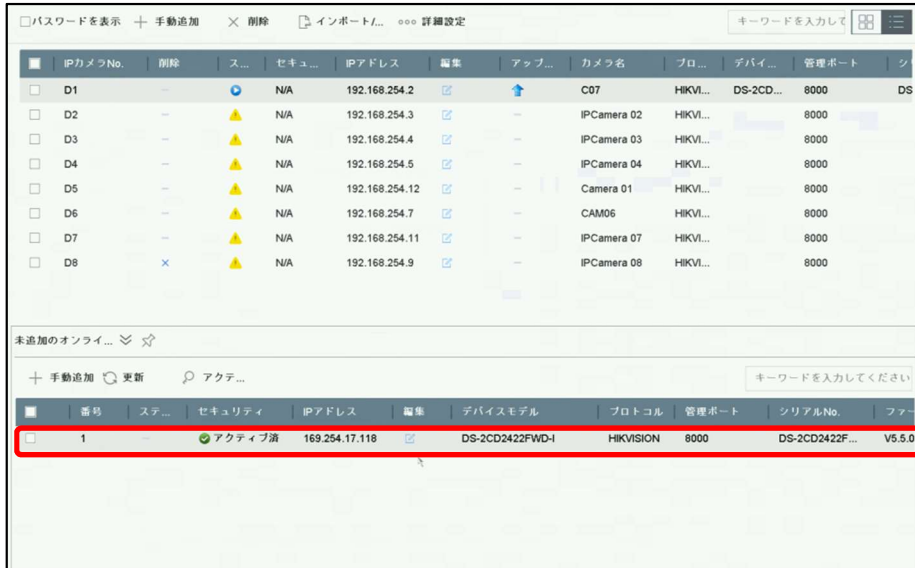 パスワードを表示 + 手動追加 × 削除 インポート/... ooo 詳細設定 キーワードを入力して
IPカメラNo. 削除 ス... セキュ... IPアドレス 編集 アップ... カメラ名 プロ... デバイ... 管理ポート シリ
D1 — N/A 192.168.254.2 C07 HIKVI... DS-2CD... 8000 DS
D2 — N/A 192.168.254.3 — IPCamera 02 HIKVI... 8000
D3 — N/A 192.168.254.4 — IPCamera 03 HIKVI... 8000
D4 — N/A 192.168.254.5 — IPCamera 04 HIKVI... 8000
D5 — N/A 192.168.254.12 — Camera 01 HIKVI... 8000
D6 — N/A 192.168.254.7 — CAM06 HIKVI... 8000
D7 — N/A 192.168.254.11 — IPCamera 07 HIKVI... 8000
D8 × N/A 192.168.254.9 — IPCamera 08 HIKVI... 8000
未追加のオンライ...
+ 手動追加 更新 アクテ... キーワードを入力してください
番号 ステ... セキュリティ IPアドレス 編集 デバイスモデル プロトコル 管理ポート シリアルNo. ファー
1 — アクティブ済 169.254.17.118 DS-2CD2422FWD-I HIKVISION 8000 DS-2CD2422F... V5.5.0